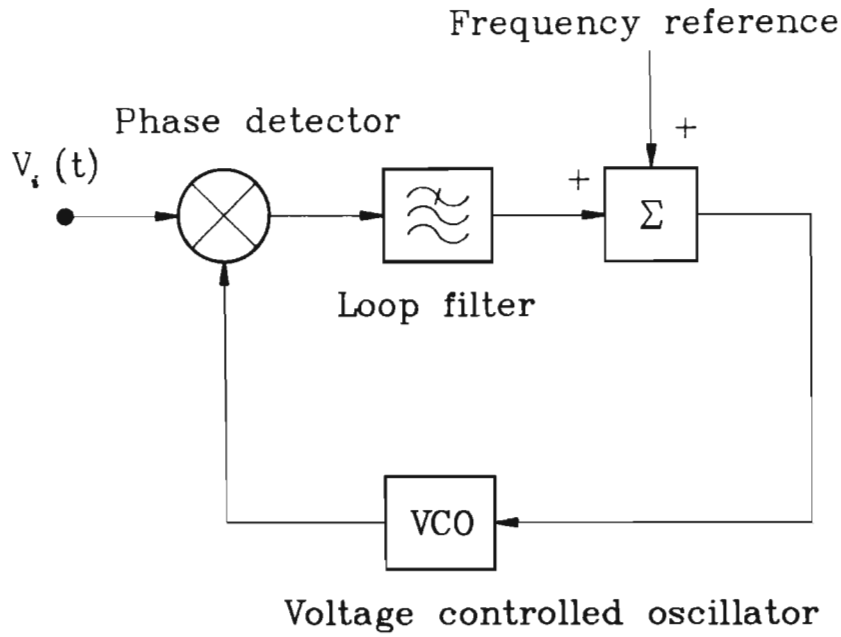 Frequency reference
Phase detector
+
V_i (t)
+
Σ
Loop filter
VCO
Voltage controlled oscillator